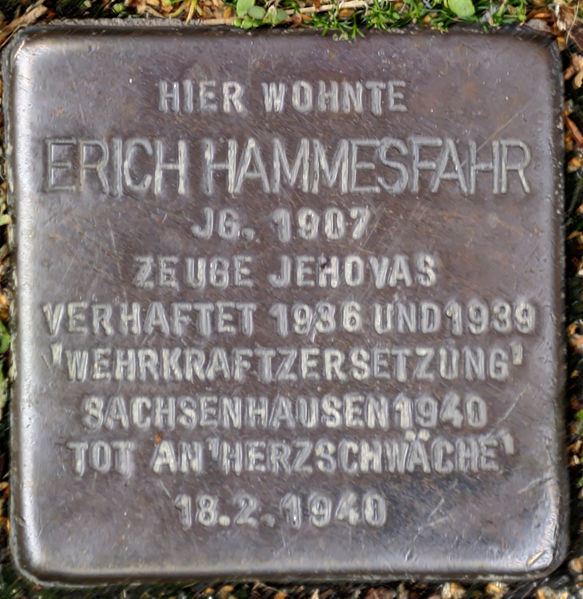 HIER WOHNTE
ERICH HAMMESFAHR
JG. 1907
ZEUGE JEHOVAS
VERHAFTET 1936 UND 1939
'WEHRKRAFTZERSETZUNG'
SACHSENHAUSEN 1940
TOT AN 'HERZSCHWÄCHE'
18.2.1940